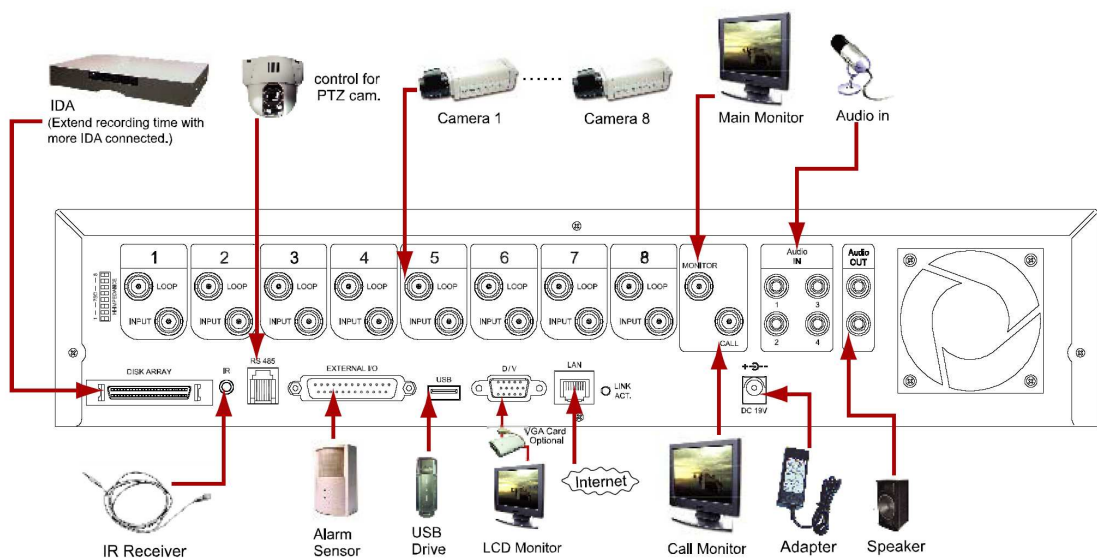 IDA
(Extend recording time with
more IDA connected.)
control for
PTZ cam.
Camera 1
Camera 8
Main Monitor
Audio in
1
2
3
4
5
6
7
8
LOOP
LOOP
LOOP
LOOP
LOOP
LOOP
LOOP
LOOP
INPUT
INPUT
INPUT
INPUT
INPUT
INPUT
INPUT
INPUT
MONITOR
CALL
Audio
IN
1
3
2
4
Audio
OUT
DISK ARRAY
IR
RS 485
EXTERNAL I/O
USB
D/V
LAN
LINK
ACT.
+ -
DC 19V
VGA Card
Optional
Internet
IR Receiver
Alarm
Sensor
USB
Drive
LCD Monitor
Call Monitor
Adapter
Speaker